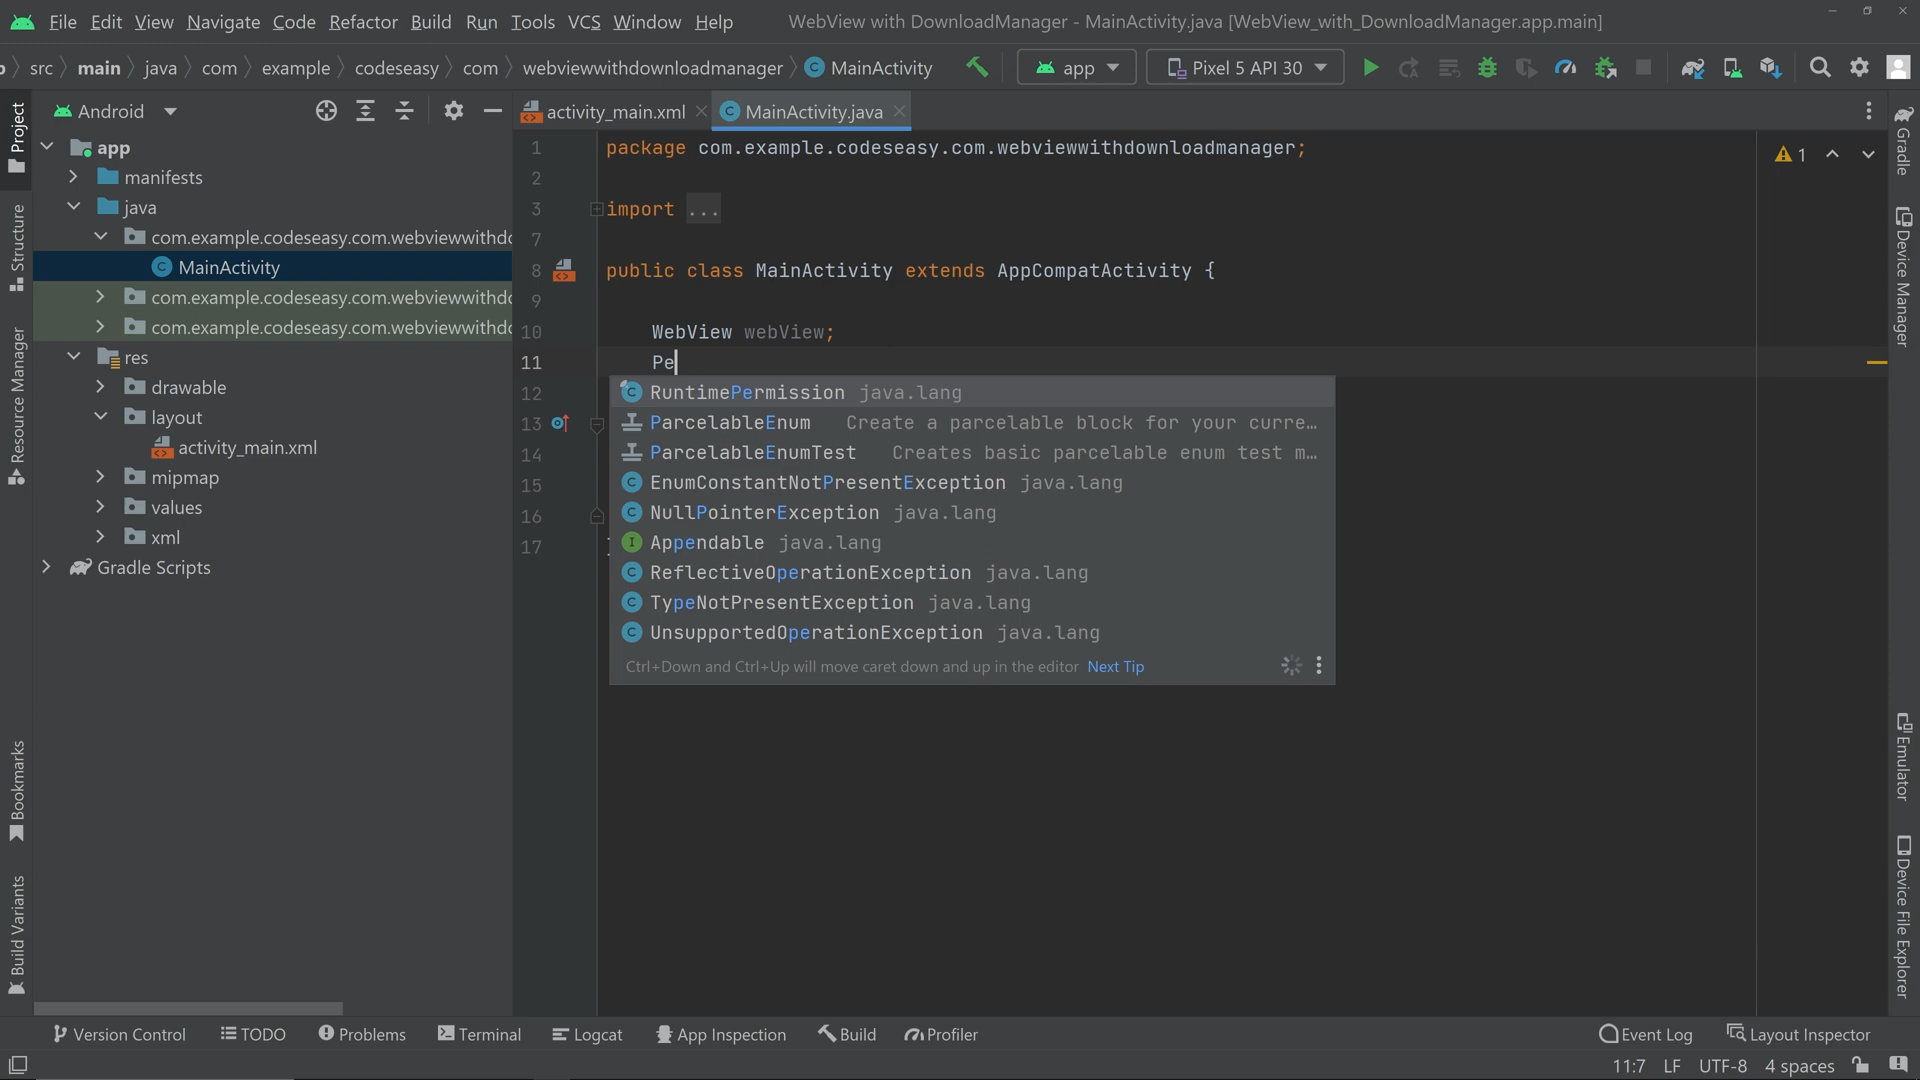 File Edit View Navigate Code Refactor Build Run Tools VCS Window Help WebView with DownloadManager - MainActivity.java [WebView_with_DownloadManager.app.main]
src main java com example codeseasy com webviewwithdownloadmanager MainActivity app Pixel 5 API 30
Android
activity_main.xml MainActivity.java
Project
Structure
Resource Manager
Bookmarks
Build Variants
app
manifests
java
com.example.codeseasy.com.webviewwithdo
MainActivity
com.example.codeseasy.com.webviewwithdo
com.example.codeseasy.com.webviewwithdo
res
drawable
layout
activity_main.xml
mipmap
values
xml
Gradle Scripts
1 package com.example.codeseasy.com.webviewwithdownloadmanager;
2
3 import ...
7
8 public class MainActivity extends AppCompatActivity {
9
10 WebView webView;
11 Pe
12
13
14
15
16
17
RuntimePermission java.lang
ParcelableEnum Create a parcelable block for your curre…
ParcelableEnumTest Creates basic parcelable enum test m…
EnumConstantNotPresentException java.lang
NullPointerException java.lang
Appendable java.lang
ReflectiveOperationException java.lang
TypeNotPresentException java.lang
UnsupportedOperationException java.lang
Ctrl+Down and Ctrl+Up will move caret down and up in the editor Next Tip
1
Gradle
Device Manager
Emulator
Device File Explorer
Version Control TODO Problems Terminal Logcat App Inspection Build Profiler Event Log Layout Inspector
11:7 LF UTF-8 4 spaces